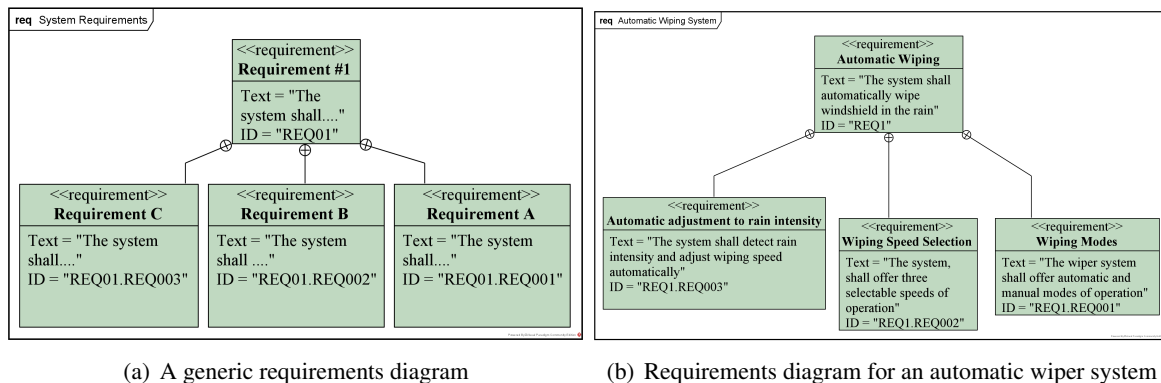 req System Requirements
<<requirement>>
Requirement #1
Text = "The
system shall...."
ID = "REQ01"
<<requirement>>
Requirement C
Text = "The system
shall...."
ID = "REQ01.REQ003"
<<requirement>>
Requirement B
Text = "The system
shall ...."
ID = "REQ01.REQ002"
<<requirement>>
Requirement A
Text = "The system
shall...."
ID = "REQ01.REQ001"
(a) A generic requirements diagram
req Automatic Wiping System
<<requirement>>
Automatic Wiping
Text = "The system shall
automatically wipe
windshield in the rain"
ID = "REQ1"
<<requirement>>
Automatic adjustment to rain intensity
Text = "The system shall detect rain
intensity and adjust wiping speed
automatically"
ID = "REQ1.REQ003"
<<requirement>>
Wiping Speed Selection
Text = "The system,
shall offer three
selectable speeds of
operation"
ID = "REQ1.REQ002"
<<requirement>>
Wiping Modes
Text = "The wiper system
shall offer automatic and
manual modes of operation"
ID = "REQ1.REQ001"
(b) Requirements diagram for an automatic wiper system